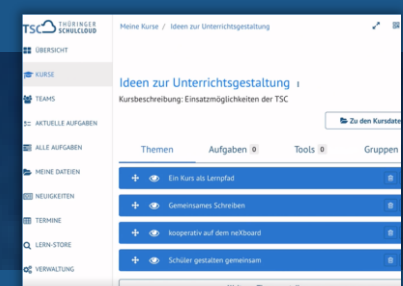 TSC THÜRINGER
SCHULCLOUD
Meine Kurse / Ideen zur Unterrichtsgestaltung
ÜBERSICHT
KURSE
TEAMS
AKTUELLE AUFGABEN
ALLE AUFGABEN
MEINE DATEIEN
NEUIGKEITEN
TERMINE
LERN-STORE
VERWALTUNG
Ideen zur Unterrichtsgestaltung
Kursbeschreibung: Einsatzmöglichkeiten der TSC
Zu den Kursdate
Themen Aufgaben 0 Tools 0 Gruppen
Ein Kurs als Lernpfad
Gemeinsames Schreiben
kooperativ auf dem neXboard
Schüler gestalten gemeinsam